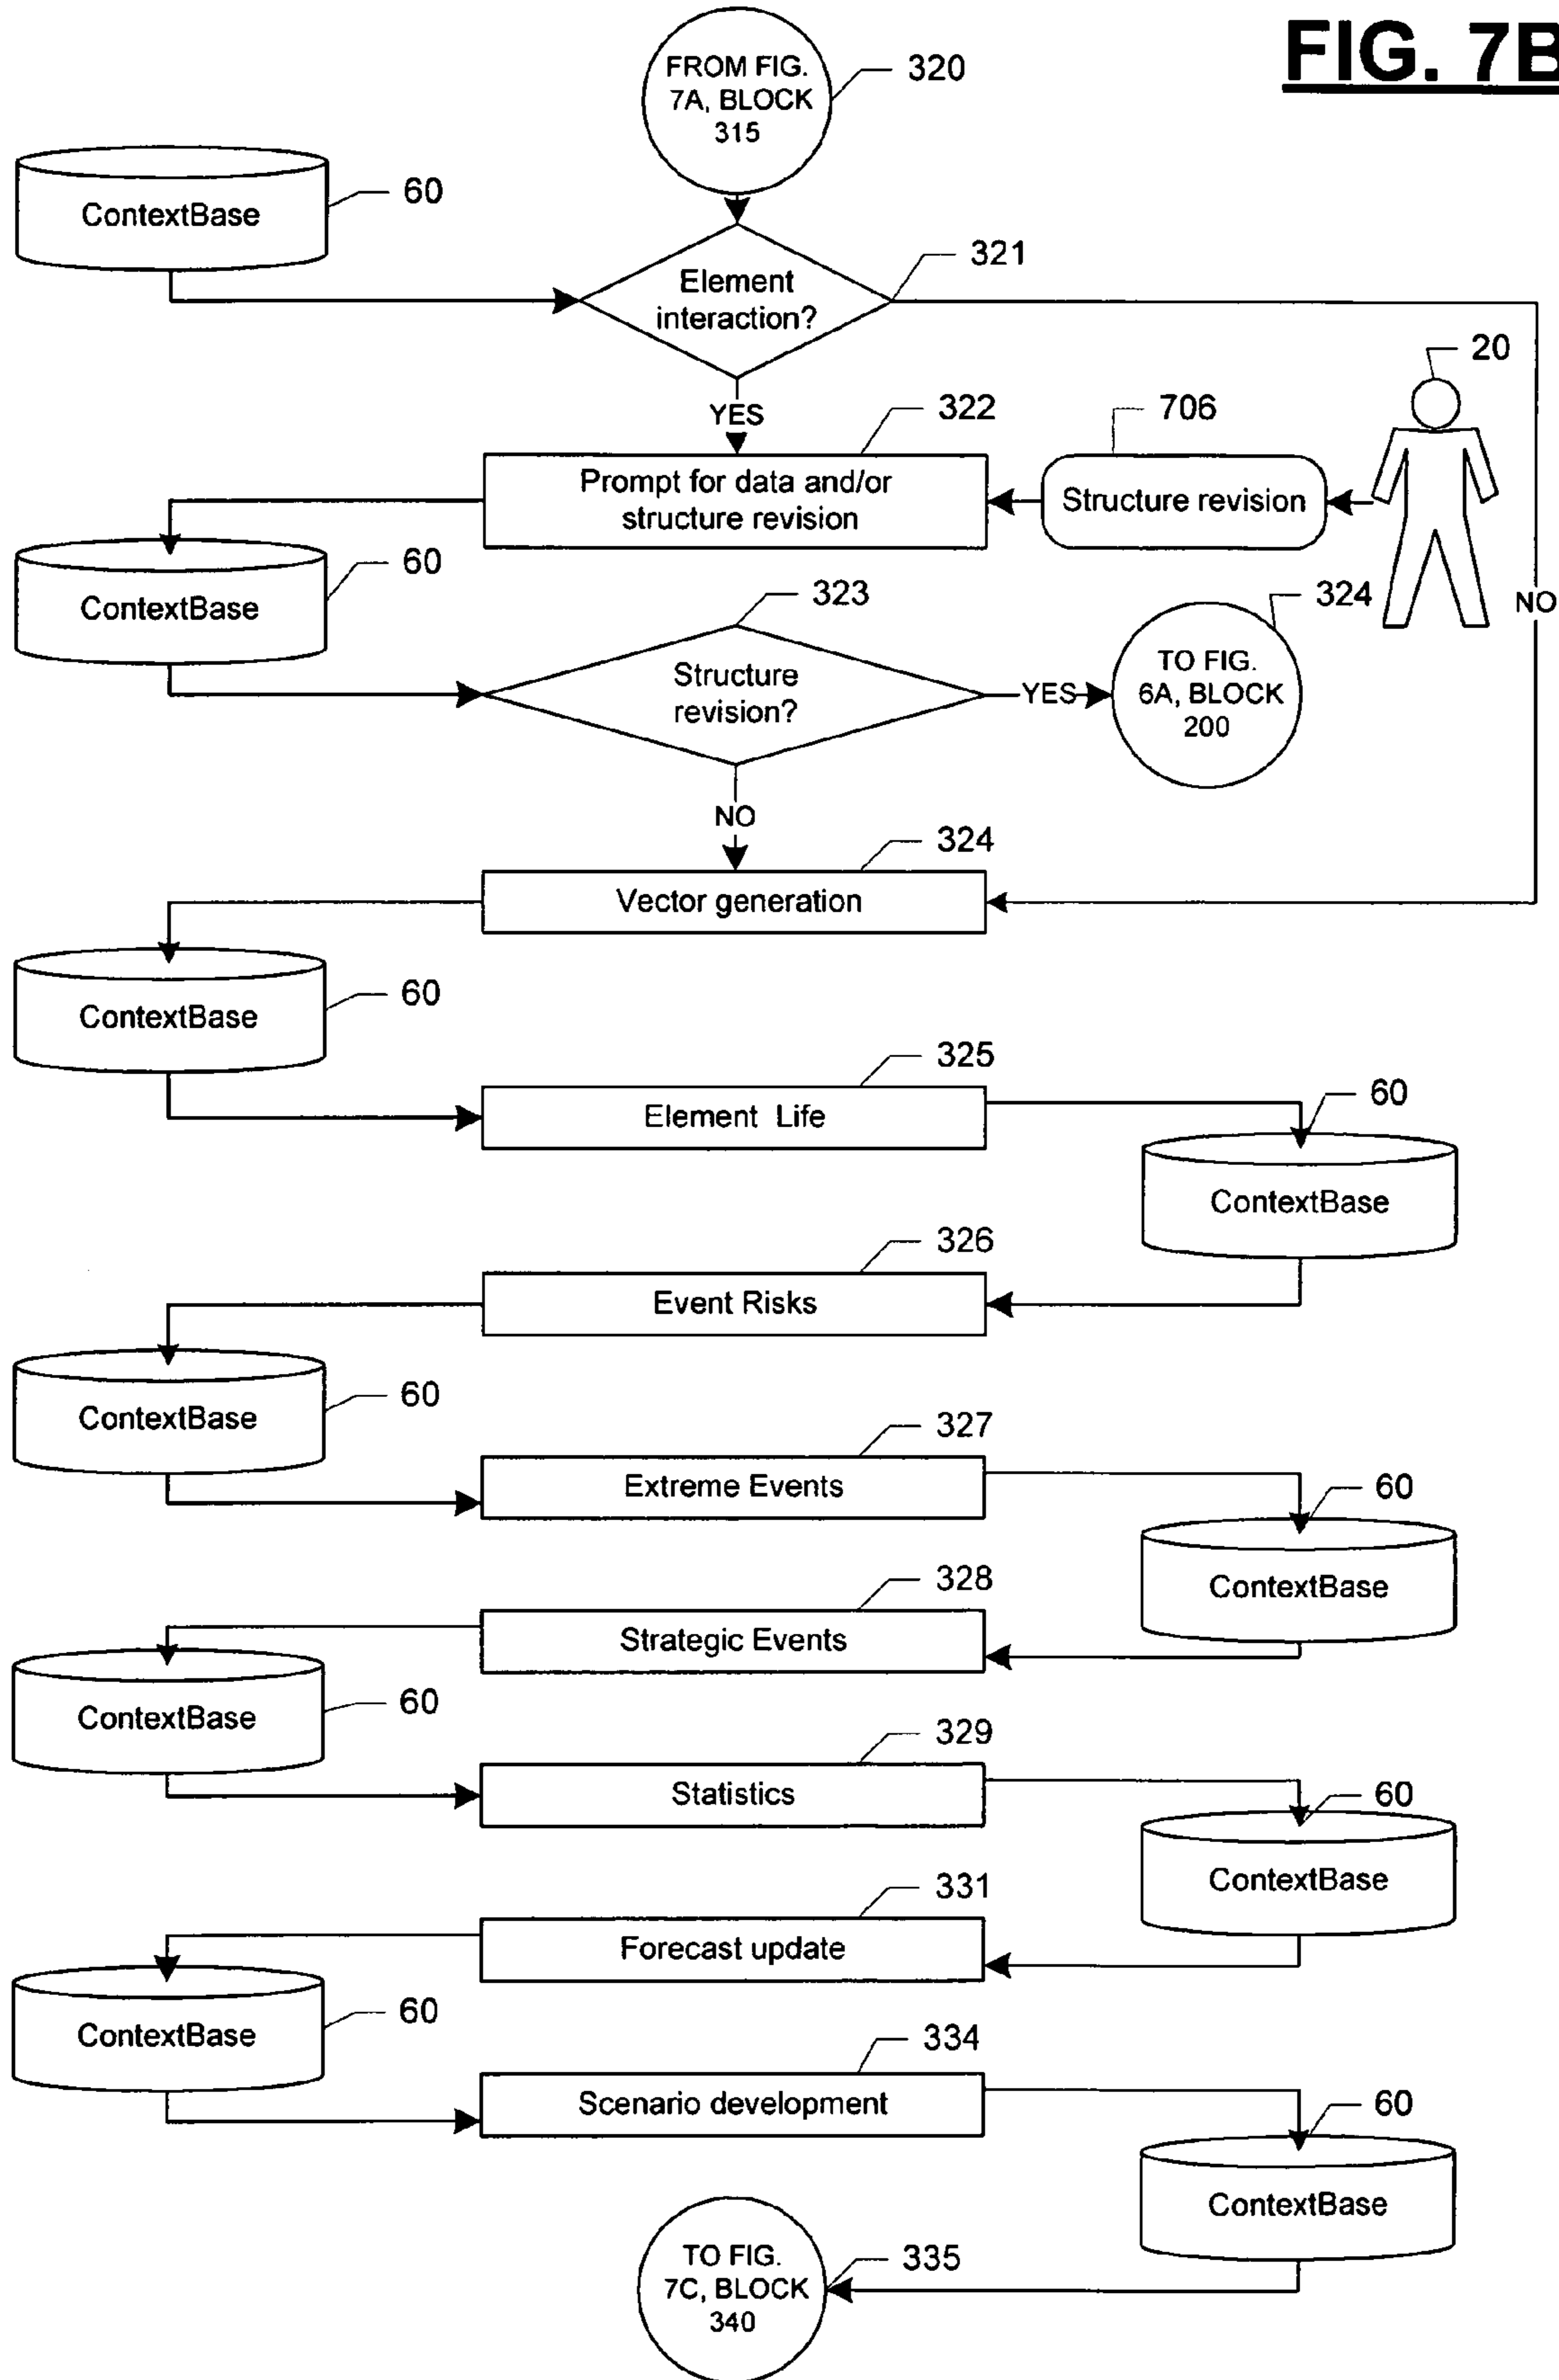 FIG. 7B
FROM FIG.
7A, BLOCK
315
320
ContextBase
60
Element
interaction?
321
20
YES
322
706
Prompt for data and/or
structure revision
Structure revision
ContextBase
60
323
324
NO
Structure
revision?
YES
TO FIG.
6A, BLOCK
200
NO
324
Vector generation
ContextBase
60
325
Element Life
60
ContextBase
326
Event Risks
ContextBase
60
327
Extreme Events
60
ContextBase
328
Strategic Events
ContextBase
60
329
Statistics
60
ContextBase
331
Forecast update
ContextBase
60
334
Scenario development
60
ContextBase
TO FIG.
7C, BLOCK
340
335